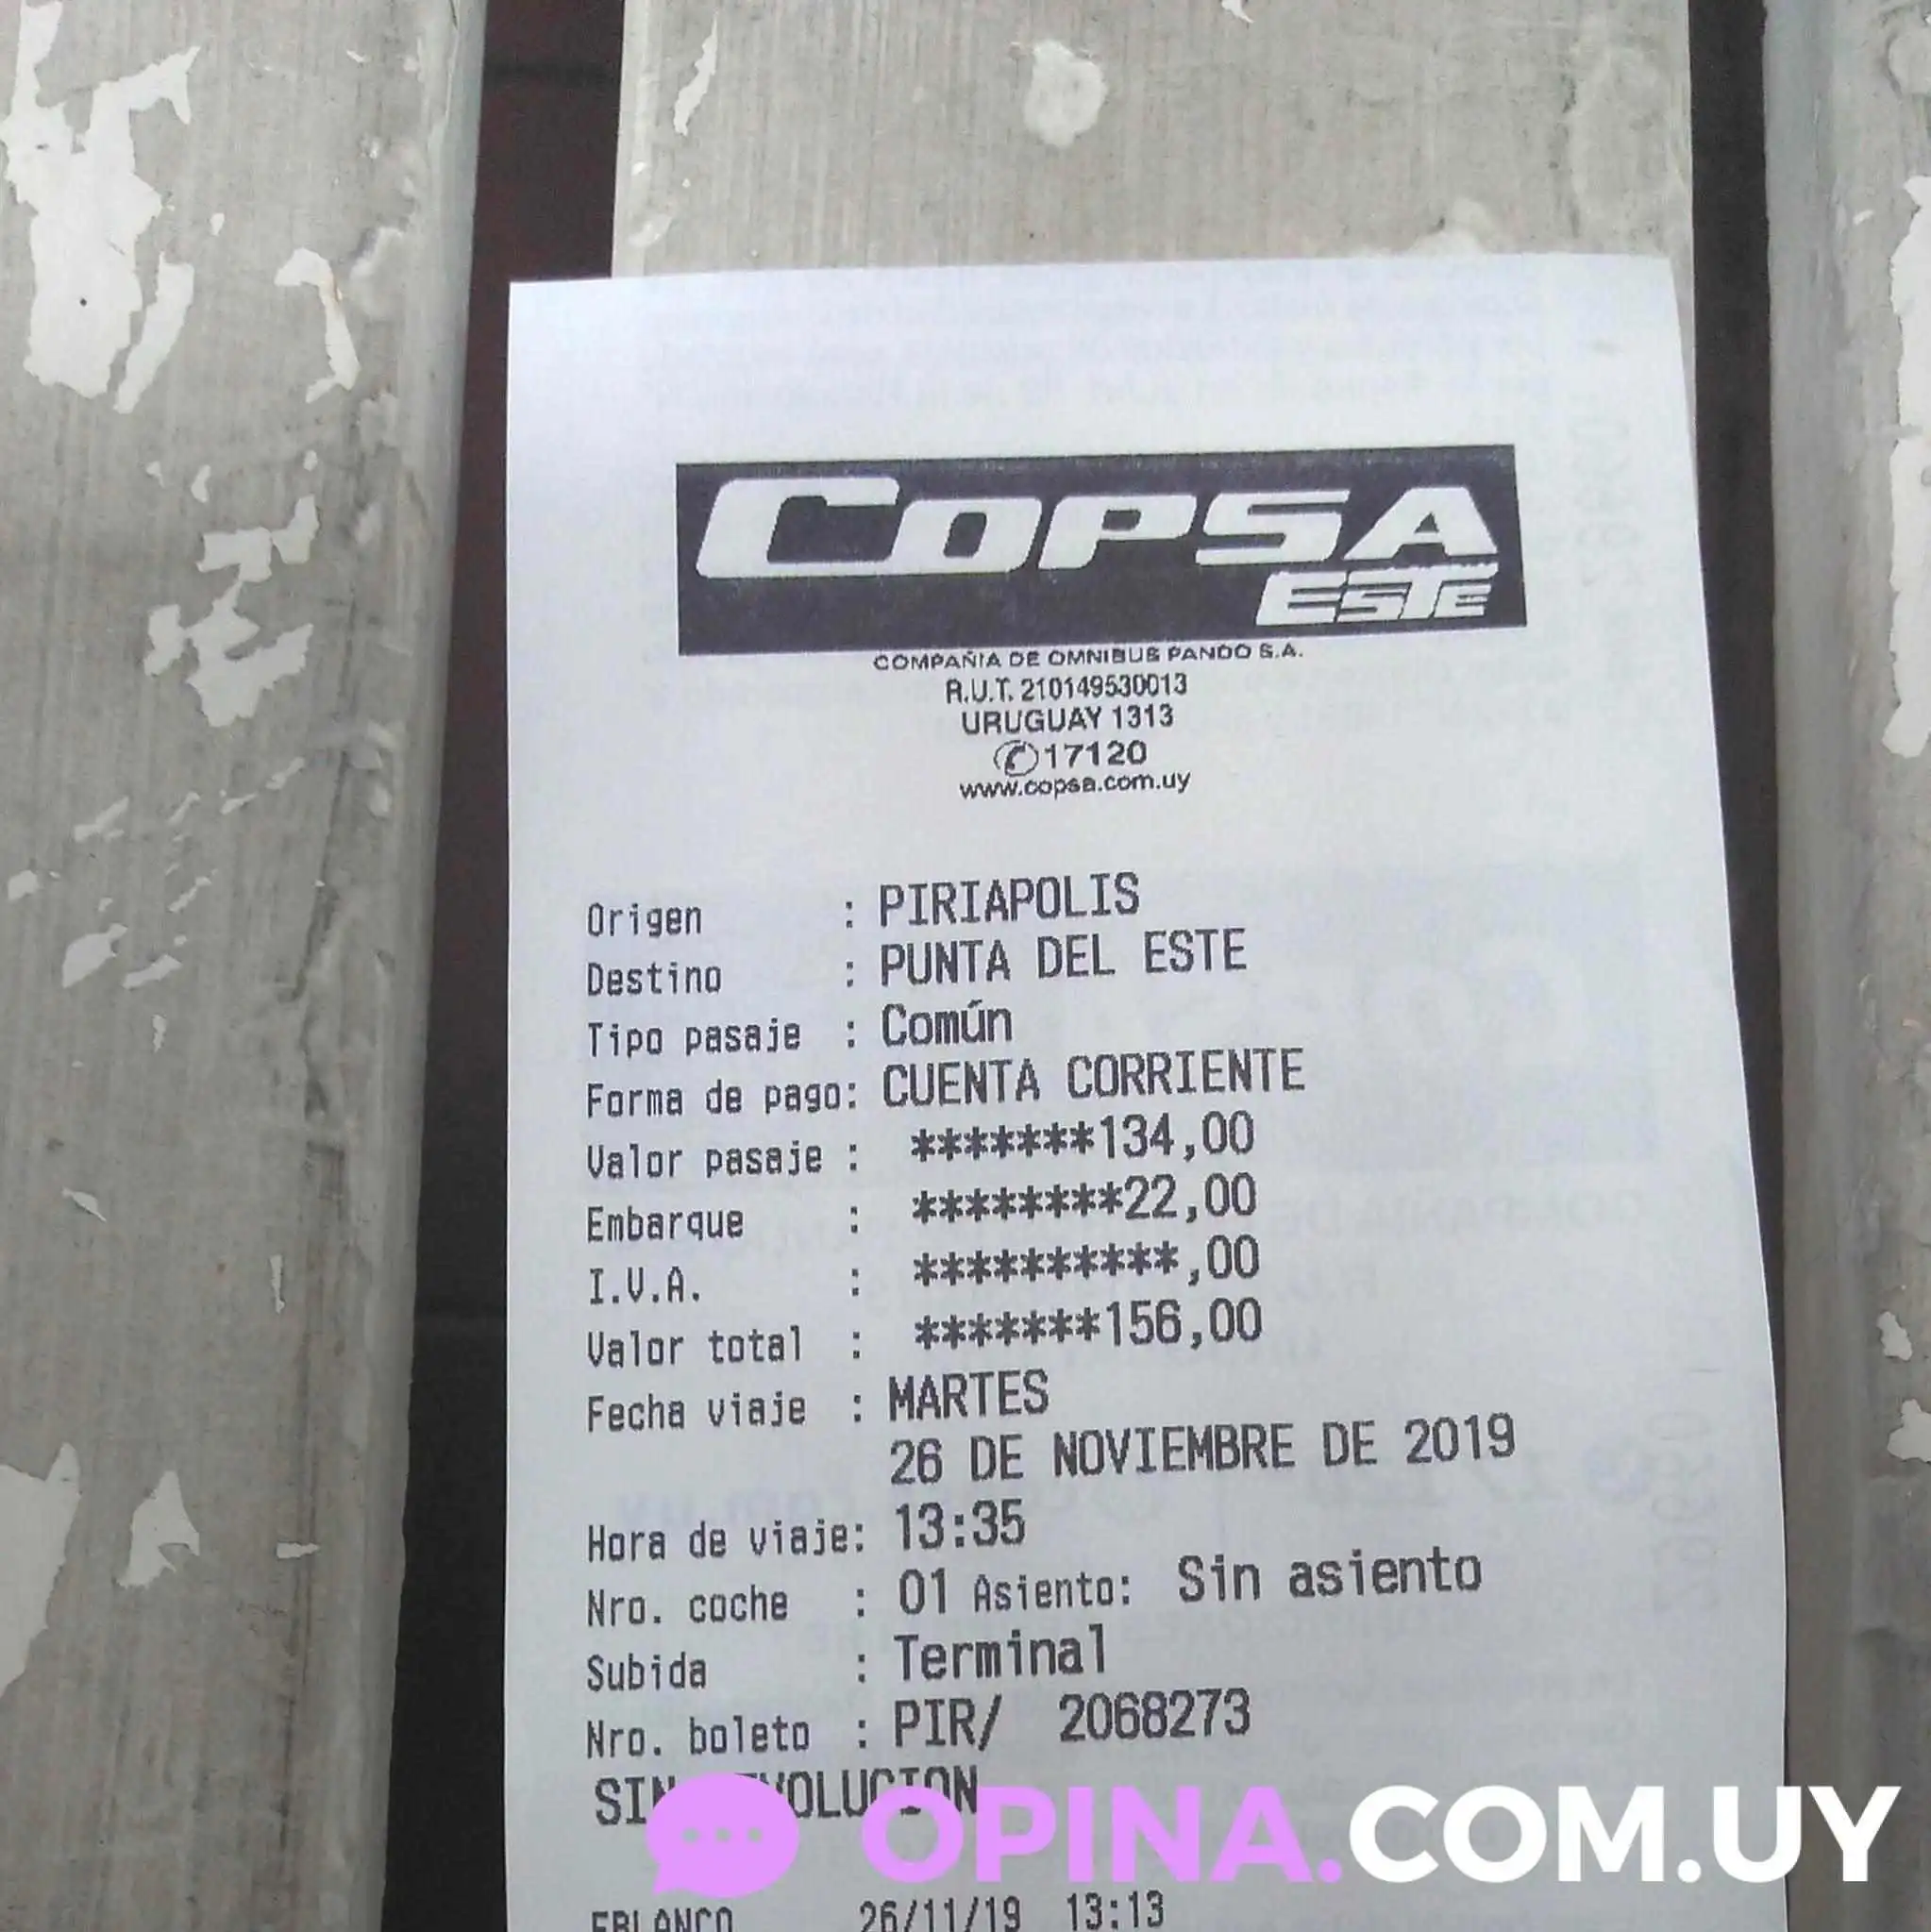 COPSA
ESTE
COMPAÑIA DE OMNIBUS PANDO S.A.
R.U.T. 210149530013
URUGUAY 1313
✆17120
www.copsa.com.uy
Origen : PIRIAPOLIS
Destino : PUNTA DEL ESTE
Tipo pasaje : Común
Forma de pago: CUENTA CORRIENTE
Valor pasaje : *******134,00
Embarque : ********22,00
I.V.A. : **********,00
Valor total : *******156,00
Fecha viaje : MARTES
26 DE NOVIEMBRE DE 2019
Hora de viaje: 13:35
Nro. coche : 01 Asiento: Sin asiento
Subida : Terminal
Nro. boleto : PIR/ 2068273
SIN
OPINA.COM.UY
FBLANCO 26/11/19 13:13